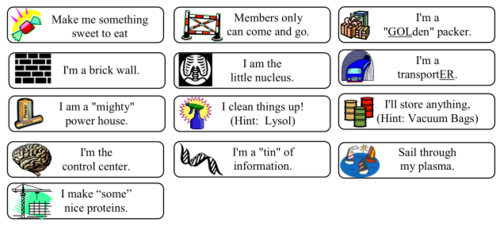 Make me something
sweet to eat
Members only
can come and go.
I'm a
"GOLden" packer.
I'm a brick wall.
I am the
little nucleus.
I'm a
transportER.
I am a "mighty"
power house.
I clean things up!
(Hint:  Lysol)
I'll store anything,
(Hint: Vacuum Bags)
I'm the
control center.
I'm a "tin" of
information.
Sail through
my plasma.
I make “some”
nice proteins.